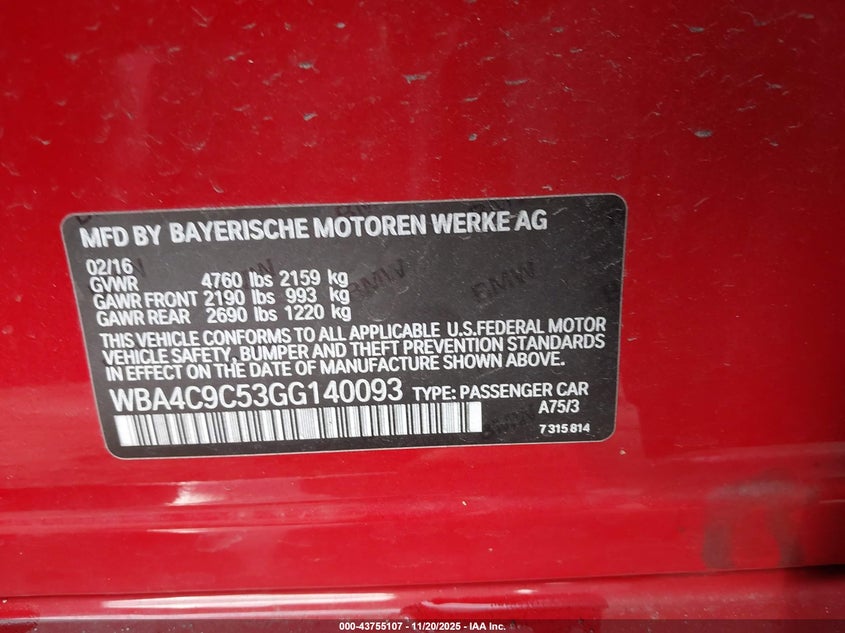 MFD BY BAYERISCHE MOTOREN WERKE AG
02/16
GVWR 4760 lbs 2159 kg
GAWR FRONT 2190 lbs 993 kg
GAWR REAR 2690 lbs 1220 kg
THIS VEHICLE CONFORMS TO ALL APPLICABLE U.S.FEDERAL MOTOR
VEHICLE SAFETY, BUMPER AND THEFT PREVENTION STANDARDS
IN EFFECT ON THE DATE OF MANUFACTURE SHOWN ABOVE.
WBA4C9C53GG140093 TYPE: PASSENGER CAR
A75/3
7 315 814
BMW
BMW
000-43755107 - 11/20/2025 - IAA Inc.